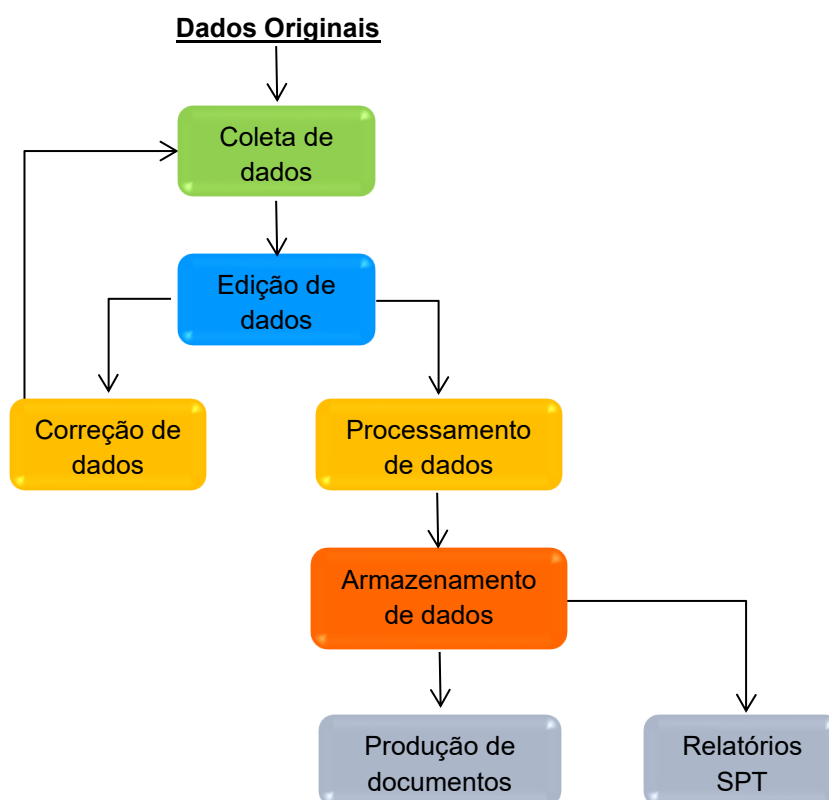 Dados Originais
Coleta de
dados
Edição de
dados
Correção de
dados
Processamento
de dados
Armazenamento
de dados
Produção de
documentos
Relatórios
SPT